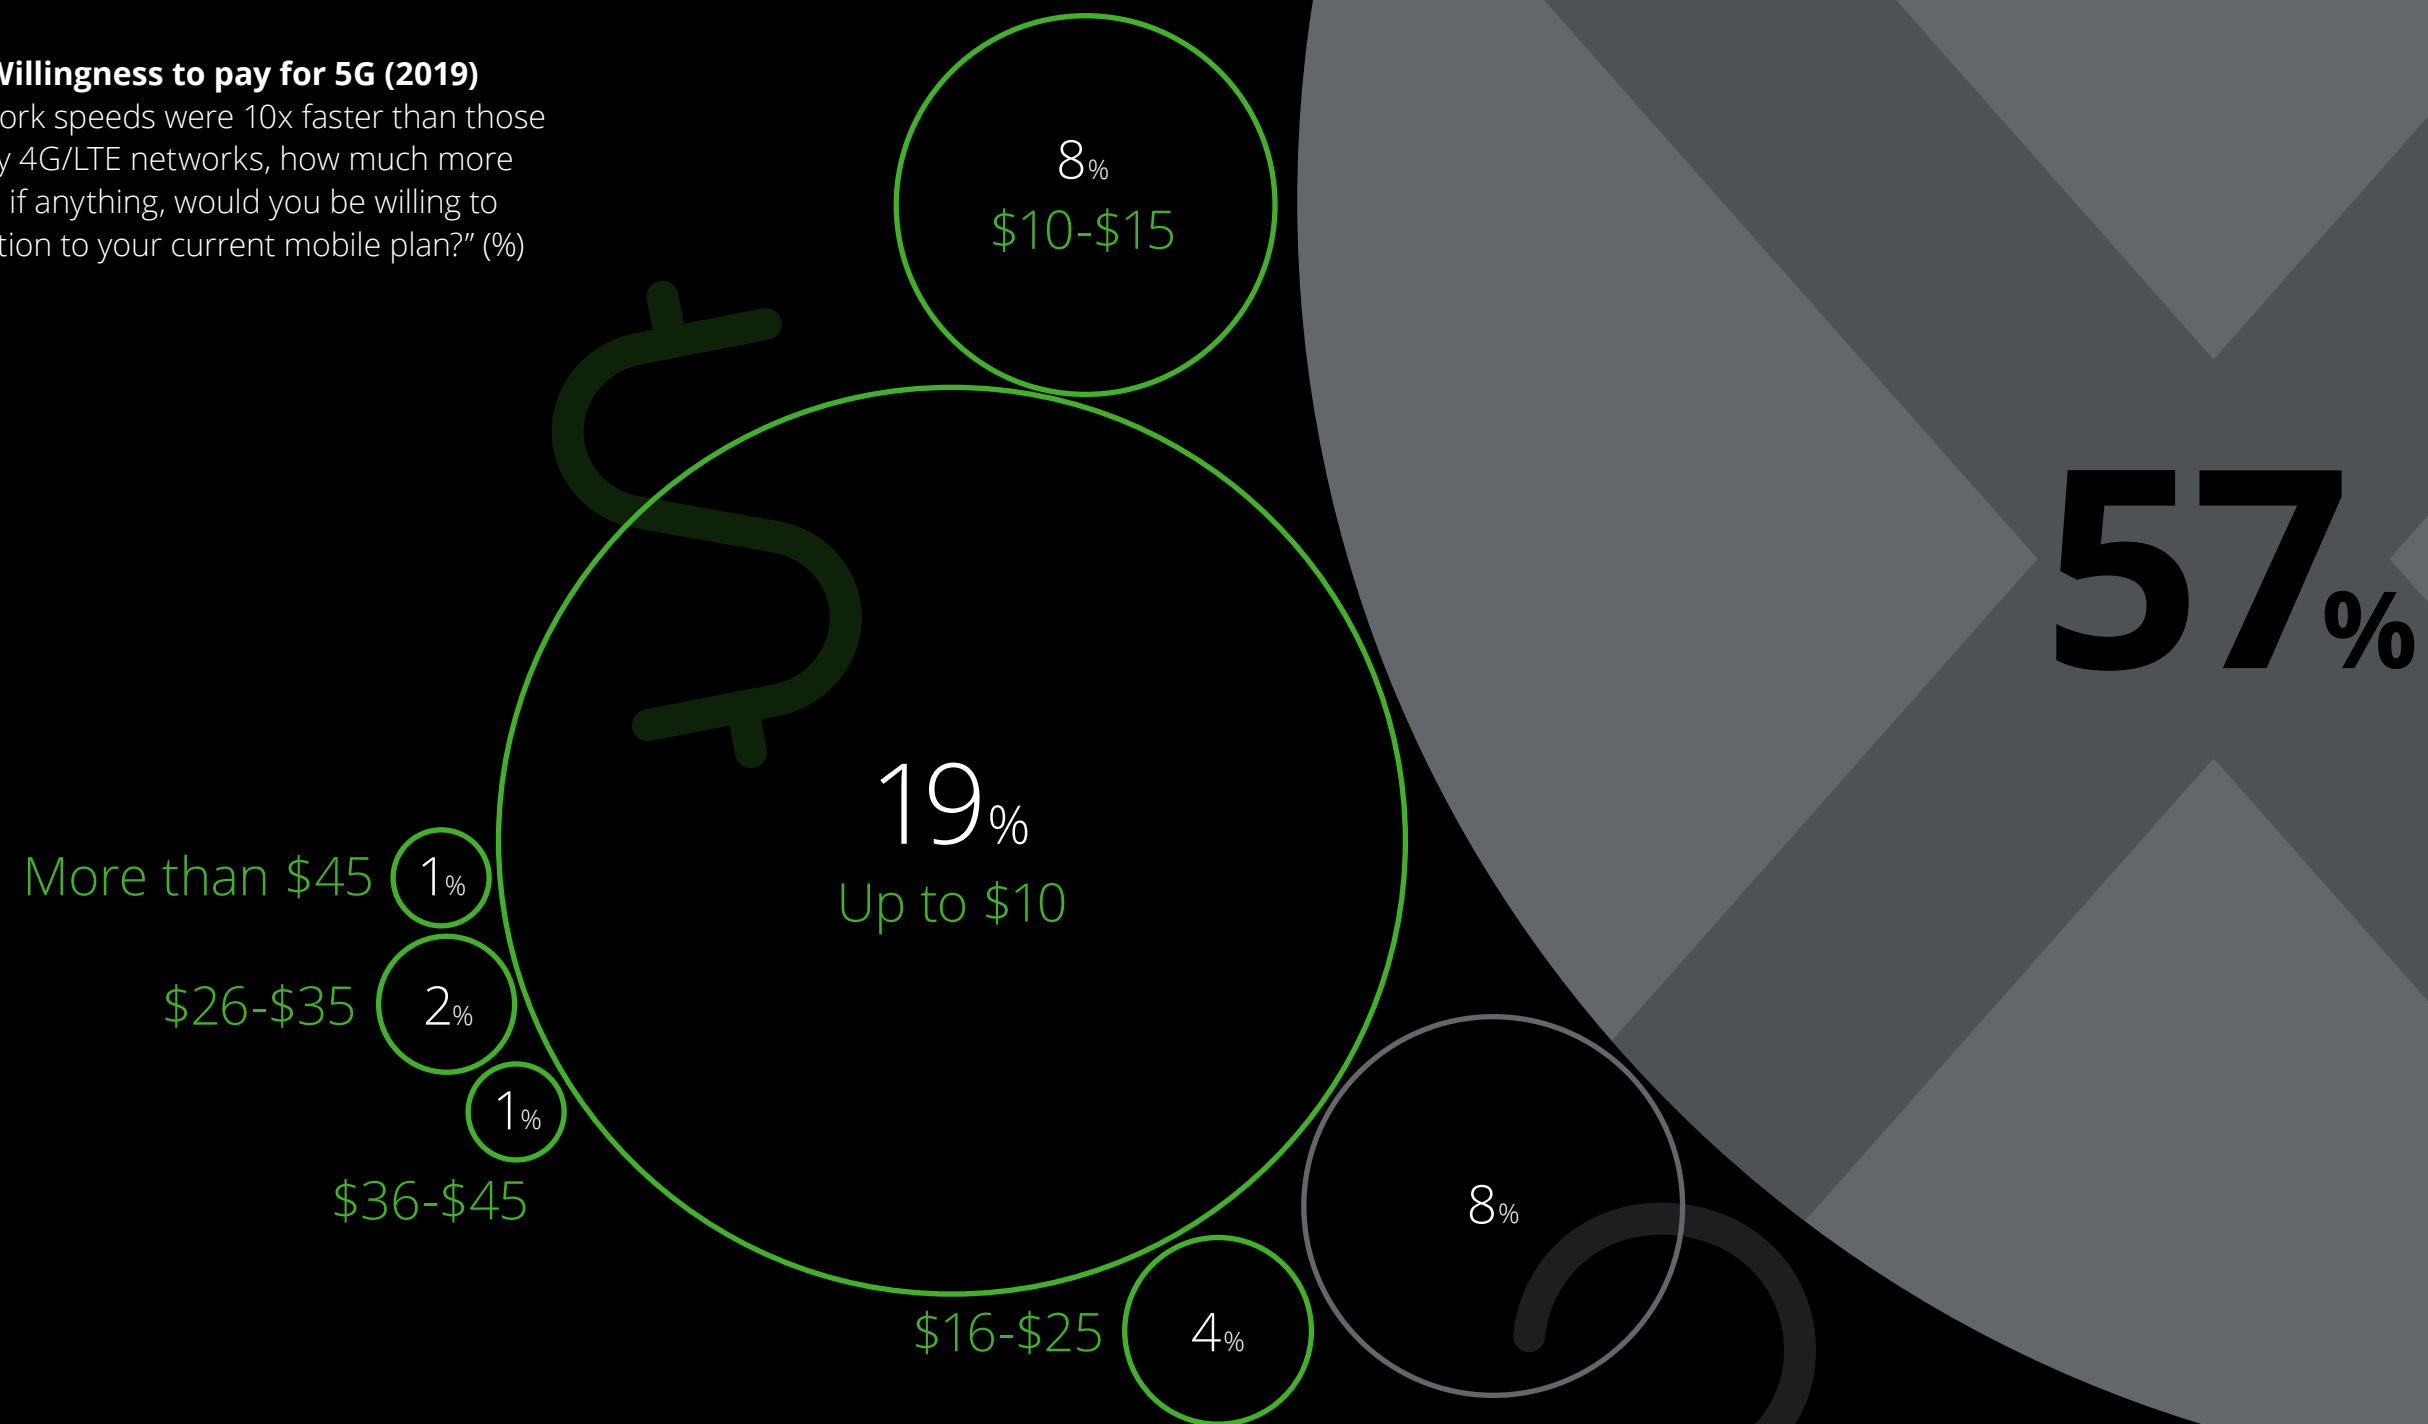 Willingness to pay for 5G (2019)
ork speeds were 10x faster than those
y 4G/LTE networks, how much more
if anything, would you be willing to
tion to your current mobile plan?” (%)
8%
$10-$15
57%
19%
Up to $10
More than $45 1%
$26-$35 2%
1%
$36-$45
8%
$16-$25 4%